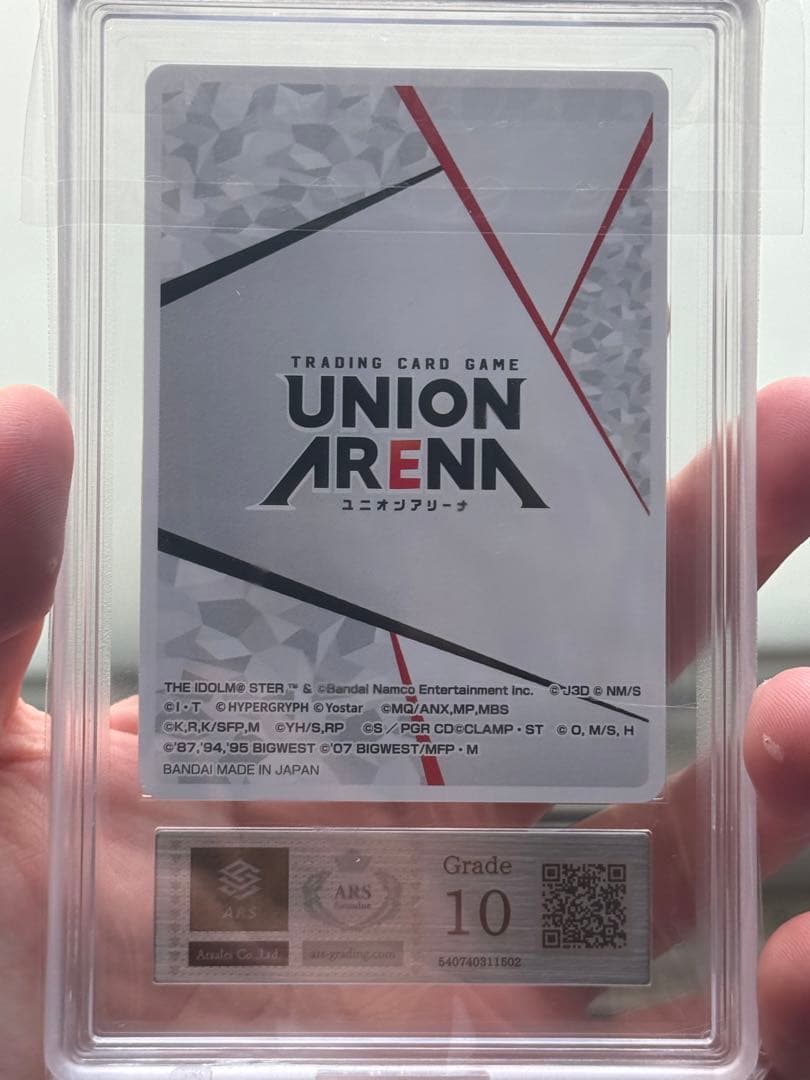 TRADING CARD GAME
UNION
ARENA
ユニオンアリーナ
THE IDOLM@STER™ & ©Bandai Namco Entertainment Inc. ©J3D © NM/S
©I・T ©HYPERGRYPH ©Yostar ©MQ/ANX,MP,MBS
©K,R,K/SFP,M ©YH/S,RP ©S/PGR CD©CLAMP・ST © O, M/S, H
©'87,'94,'95 BIGWEST ©'07 BIGWEST/MFP・M
BANDAI MADE IN JAPAN
ARS
Arsales Co.,Ltd.
ARS
ars-grading.com
Grade
10
540740311502